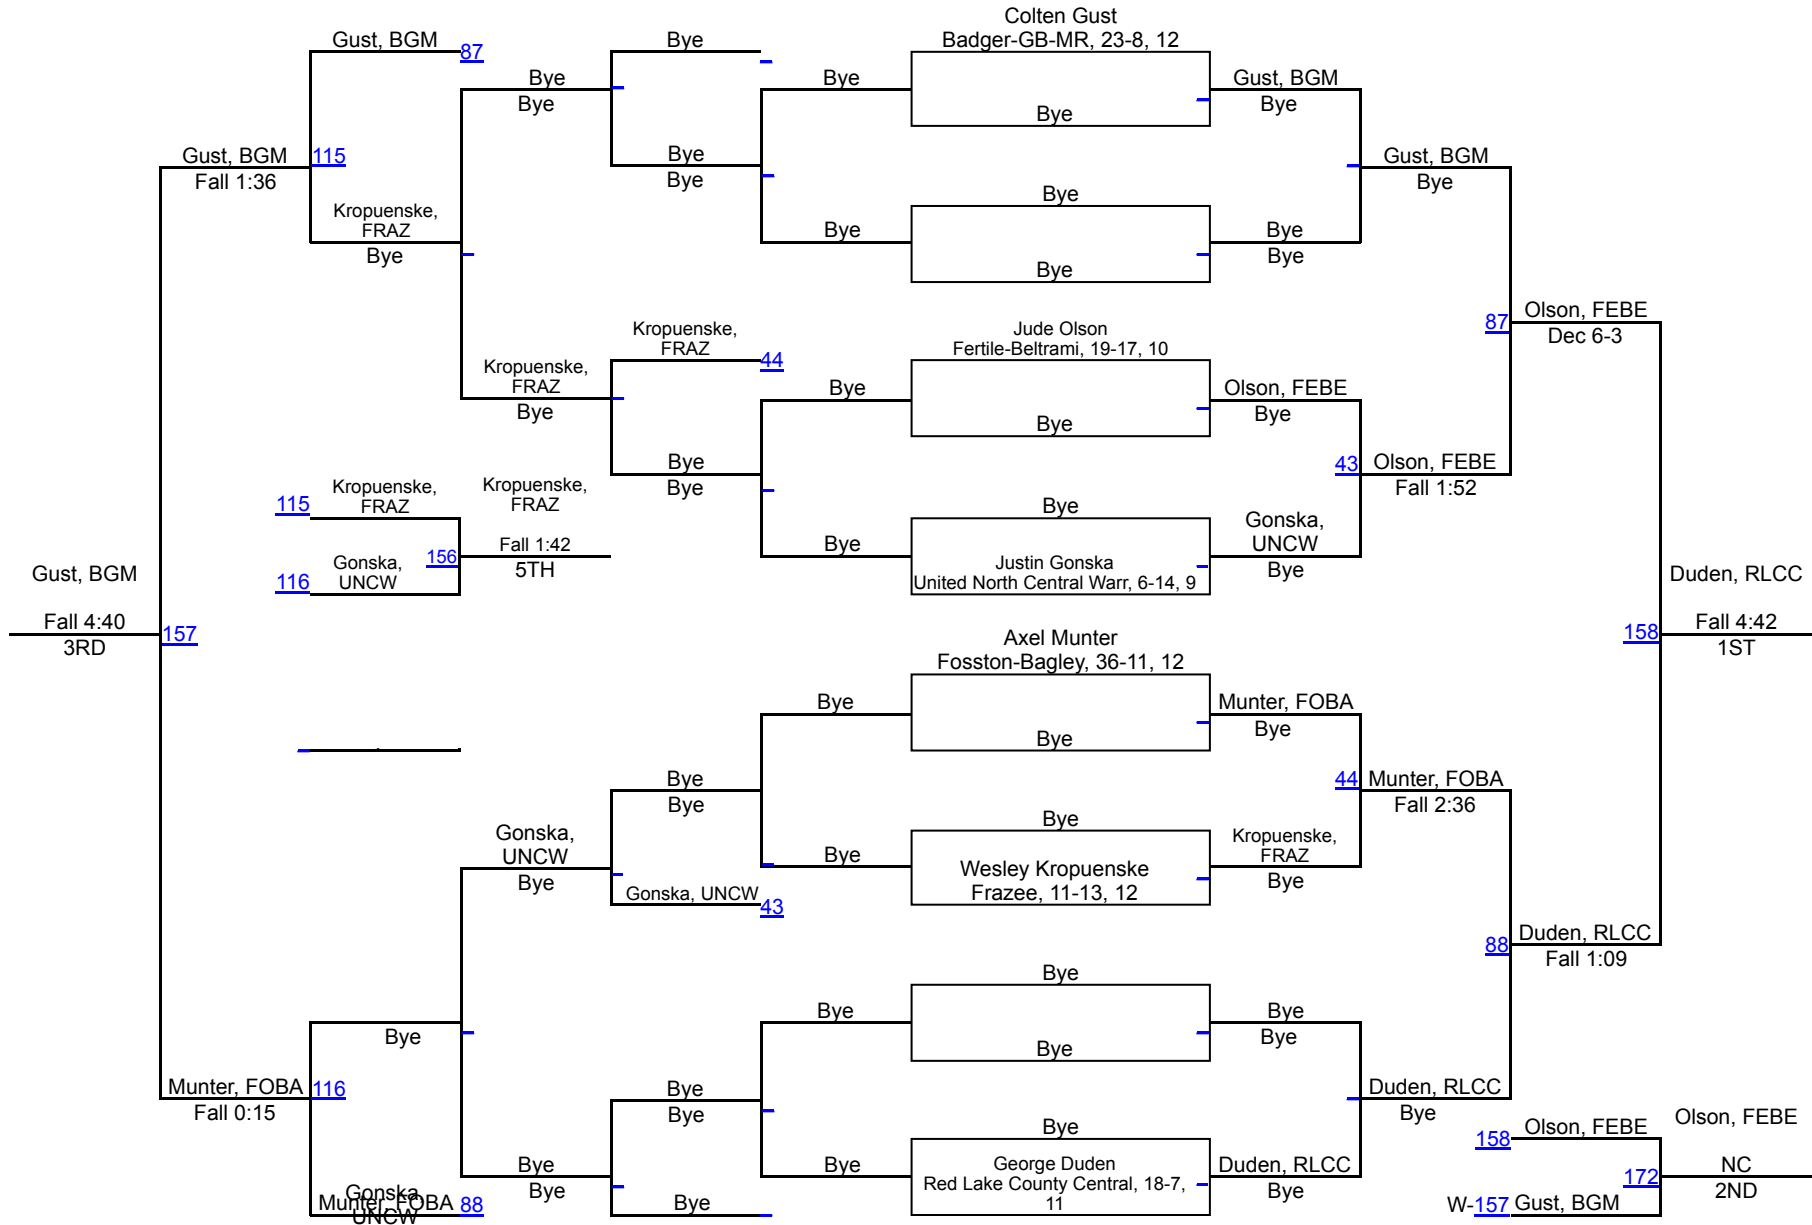 Colten Gust
Badger-GB-MR, 23-8, 12
Gust, BGM
87
Bye
Bye
Bye
Bye
Bye
Gust, BGM
Bye
Gust, BGM
115
Fall 1:36
Bye
Bye
Gust, BGM
Bye
Kropuenske,
FRAZ
Bye
Bye
Bye
Bye
Bye
Bye
Bye
Kropuenske,
FRAZ
44
Jude Olson
Fertile-Beltrami, 19-17, 10
87
Olson, FEBE
Dec 6-3
Kropuenske,
FRAZ
Bye
Bye
Bye
Olson, FEBE
Bye
Bye
Bye
43
Olson, FEBE
Fall 1:52
115
Kropuenske,
FRAZ
Kropuenske,
FRAZ
Bye
Gonska,
UNCW
Bye
116
Gonska,
UNCW
156
Fall 1:42
5TH
Bye
Justin Gonska
United North Central Warr, 6-14, 9
Gust, BGM
Fall 4:40
3RD
157
Duden, RLCC
158
Fall 4:42
1ST
Axel Munter
Fosston-Bagley, 36-11, 12
Bye
Bye
Munter, FOBA
Bye
Bye
Bye
44
Munter, FOBA
Fall 2:36
Gonska,
UNCW
Bye
Bye
Bye
Wesley Kropuenske
Frazee, 11-13, 12
Kropuenske,
FRAZ
Bye
Gonska, UNCW
43
88
Duden, RLCC
Fall 1:09
Bye
Bye
Bye
Bye
Bye
Bye
Munter, FOBA
116
Fall 0:15
Bye
Bye
Duden, RLCC
Bye
Bye
Bye
Bye
Bye
George Duden
Red Lake County Central, 18-7,
11
Duden, RLCC
Bye
Gonska,
UNCW
Munter, FOBA
88
Bye
158
Olson, FEBE
Olson, FEBE
172
NC
2ND
W-157
Gust, BGM